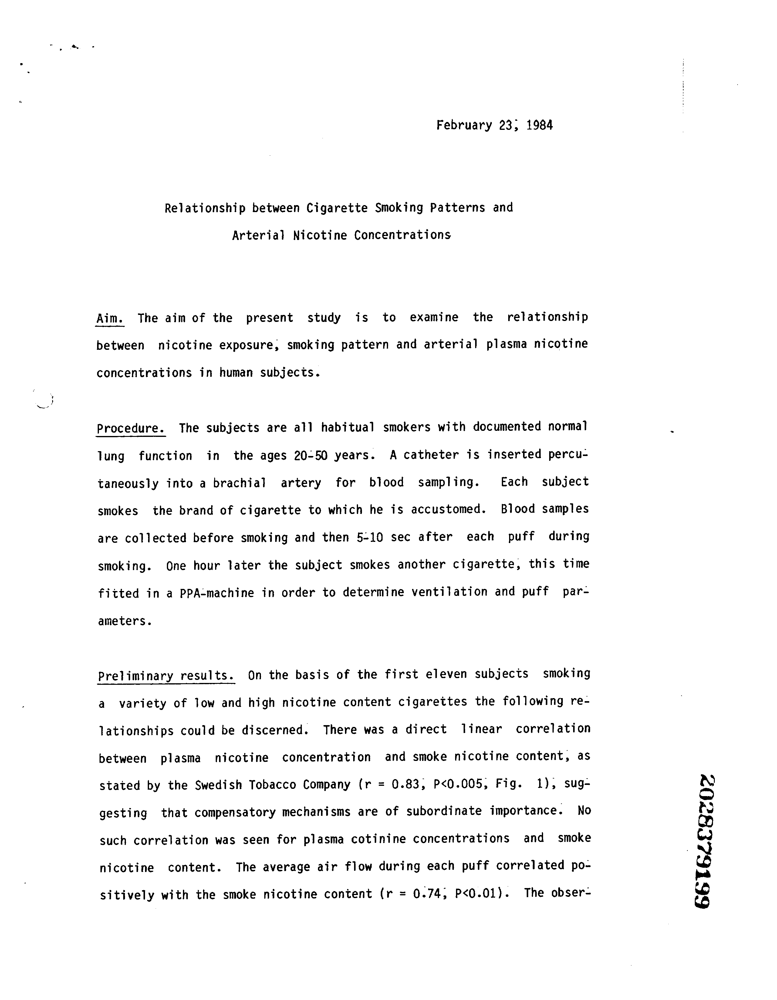 February 23, 1984
Relationship between Cigarette Smoking Patterns and
Arterial Nicotine Concentrations
Aim. The aim of the present study is to examine the relationship
between nicotine exposure, smoking pattern and arterial plasma nicotine
concentrations in human subjects.
Procedure. The subjects are all habitual smokers with documented normal
lung function in the ages 20-50 years. A catheter is inserted percu-
taneously into a brachial artery for blood sampling. Each subject
smokes the brand of cigarette to which he is accustomed. Blood samples
are collected before smoking and then 5-10 sec after each puff during
smoking. One hour later the subject smokes another cigarette, this time
fitted in a PPA-machine in order to determine ventilation and puff par-
ameters.
Preliminary results. On the basis of the first eleven subjects smoking
a variety of low and high nicotine content cigarettes the following re-
lationships could be discerned. There was a direct linear correlation
between plasma nicotine concentration and smoke nicotine content, as
stated by the Swedish Tobacco Company (r = 0.83, P<0.005, Fig. 1), sug-
gesting that compensatory mechanisms are of subordinate importance. No
such correlation was seen for plasma cotinine concentrations and smoke
nicotine content. The average air flow during each puff correlated po-
sitively with the smoke nicotine content (r = 0.74, P<0.01). The obser-
2028379199